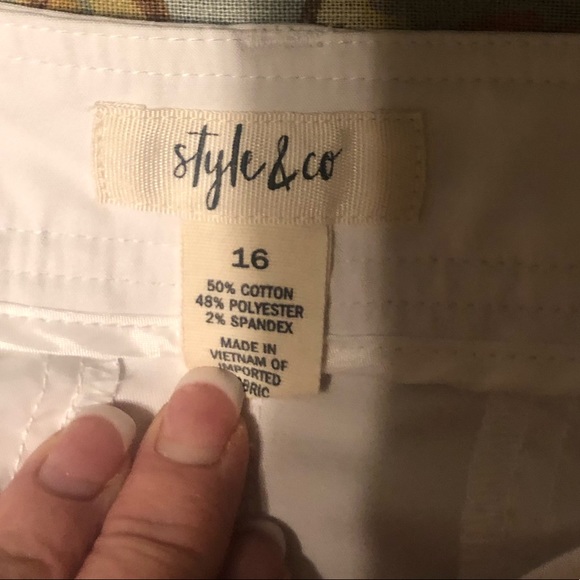 style & co
16
50% COTTON
48% POLYESTER
2% SPANDEX
MADE IN
VIETNAM OF
IMPORTED